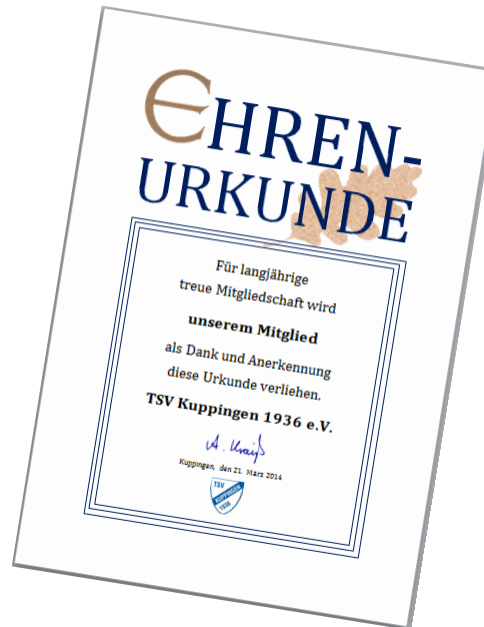 EHREN-
URKUNDE
Für langjährige
treue Mitgliedschaft wird
unserem Mitglied
als Dank und Anerkennung
diese Urkunde verliehen.
TSV Kuppingen 1936 e.V.
A. Kraiß
Kuppingen, den 21. März 2014
TSV
KUPPINGEN
1936